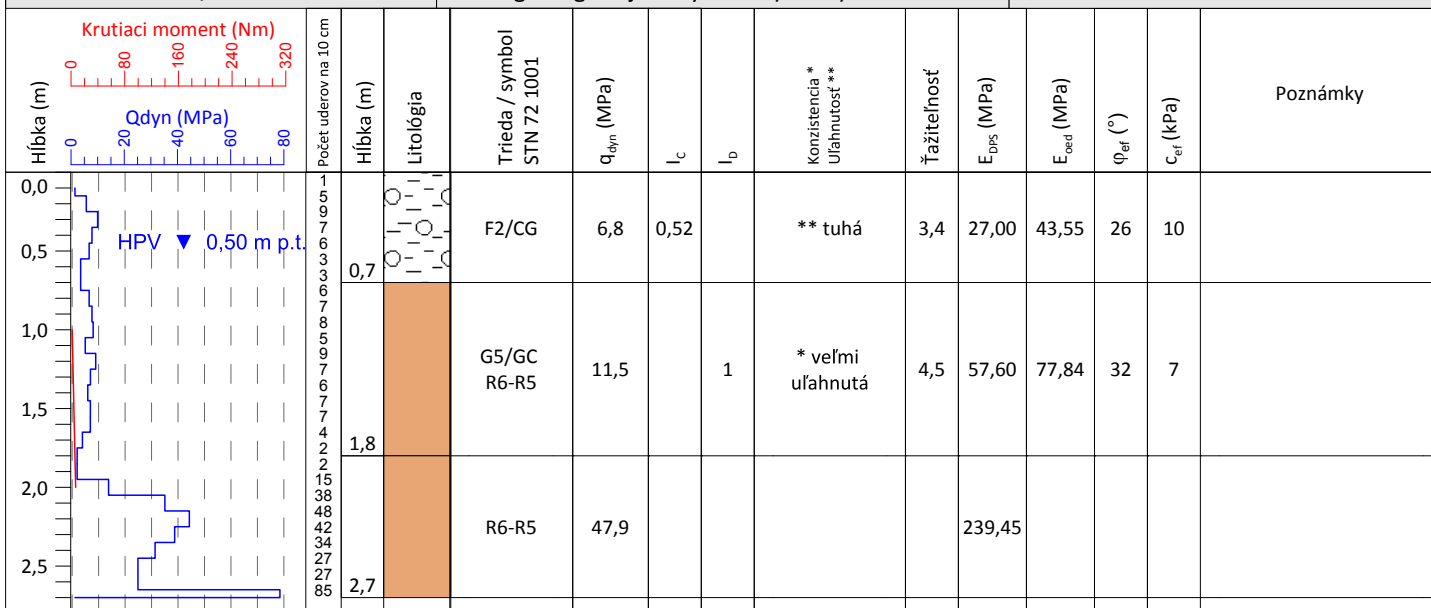 Krutiaci moment (Nm)
0 80 160 240 320
Qdyn (MPa)
0 20 40 60 80
Hĺbka (m)
Počet uderov na 10 cm
Hĺbka (m)
Litológia
Trieda / symbol
STN 72 1001
qdyn (MPa)
IC
ID
Konzistencia *
Uľahnutosť **
Ťažiteľnosť
EDPS (MPa)
Eoed (MPa)
φef (°)
cef (kPa)
Poznámky
0,0
0,5
1,0
1,5
2,0
2,5
HPV ▼ 0,50 m p.t.
1
5
9
7
6
3
3
6
7
8
5
9
7
6
7
7
4
2
2
15
38
48
42
34
27
27
85
0,7
F2/CG 6,8 0,52 ** tuhá 3,4 27,00 43,55 26 10
1,8
G5/GC
R6-R5
11,5 1 * veľmi
uľahnutá
4,5 57,60 77,84 32 7
2,7
R6-R5 47,9 239,45